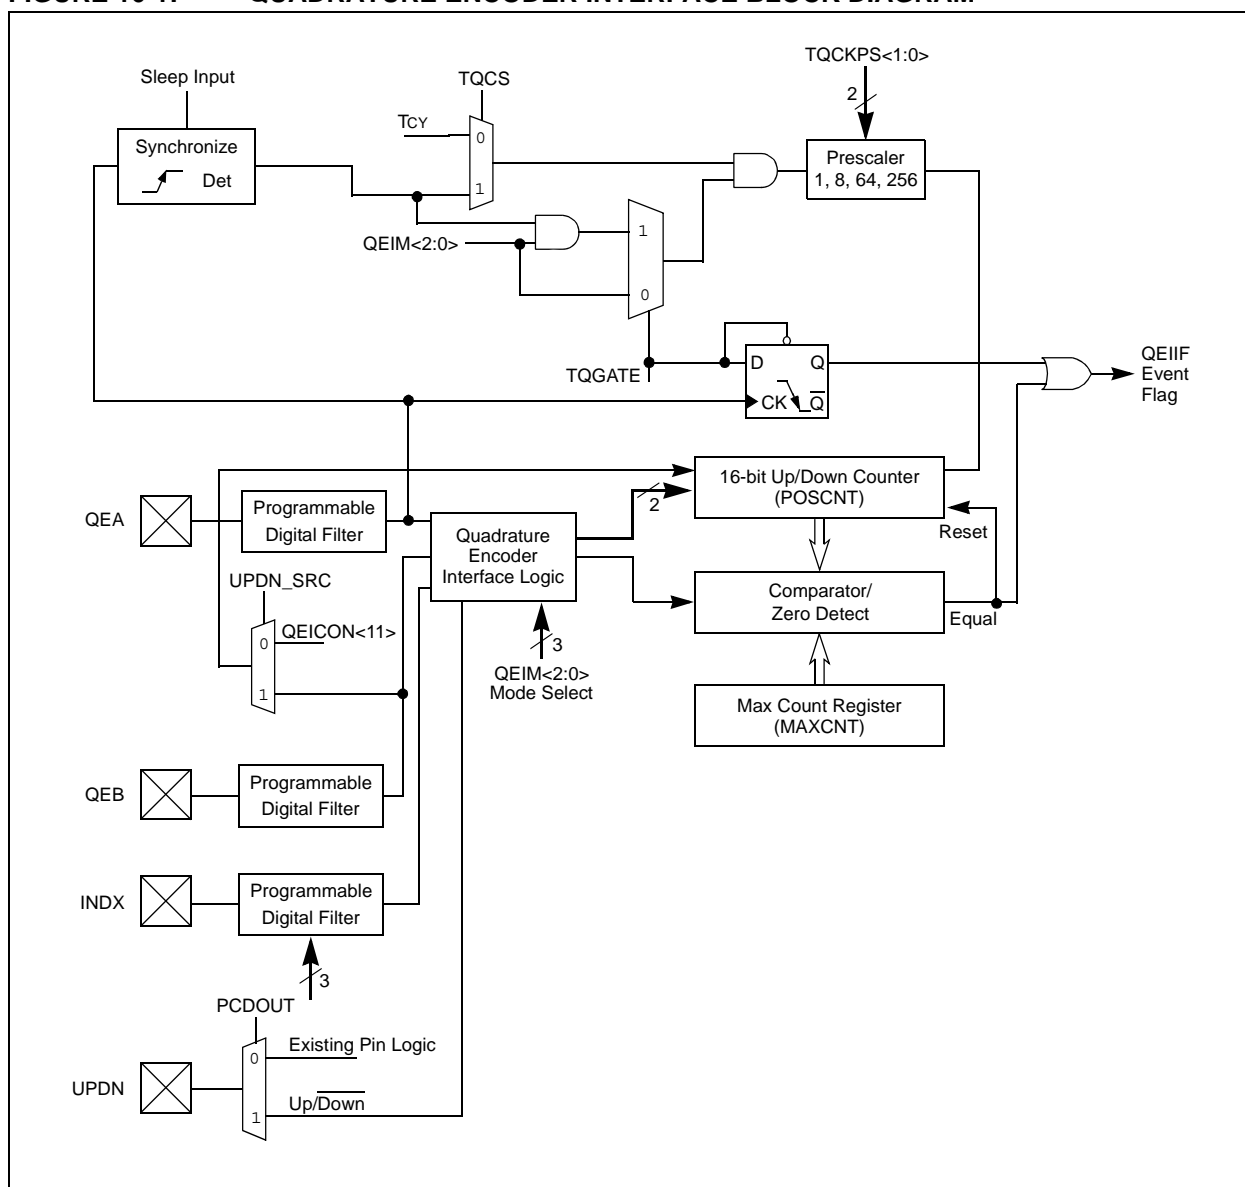 TQCKPS<1:0>
Sleep Input
TQCS
2
TCY
0
Synchronize
Det
Prescaler
1, 8, 64, 256
1
QEIM<2:0>
1
0
TQGATE
D
Q
CK
Q
QEIIF
Event
Flag
16-bit Up/Down Counter
(POSCNT)
2
QEA
Programmable
Digital Filter
Quadrature
Encoder
Interface Logic
Reset
UPDN_SRC
Comparator/
Zero Detect
Equal
0
QEICON<11>
3
QEIM<2:0>
Mode Select
1
Max Count Register
(MAXCNT)
QEB
Programmable
Digital Filter
INDX
Programmable
Digital Filter
3
PCDOUT
0
Existing Pin Logic
UPDN
Up/Down
1